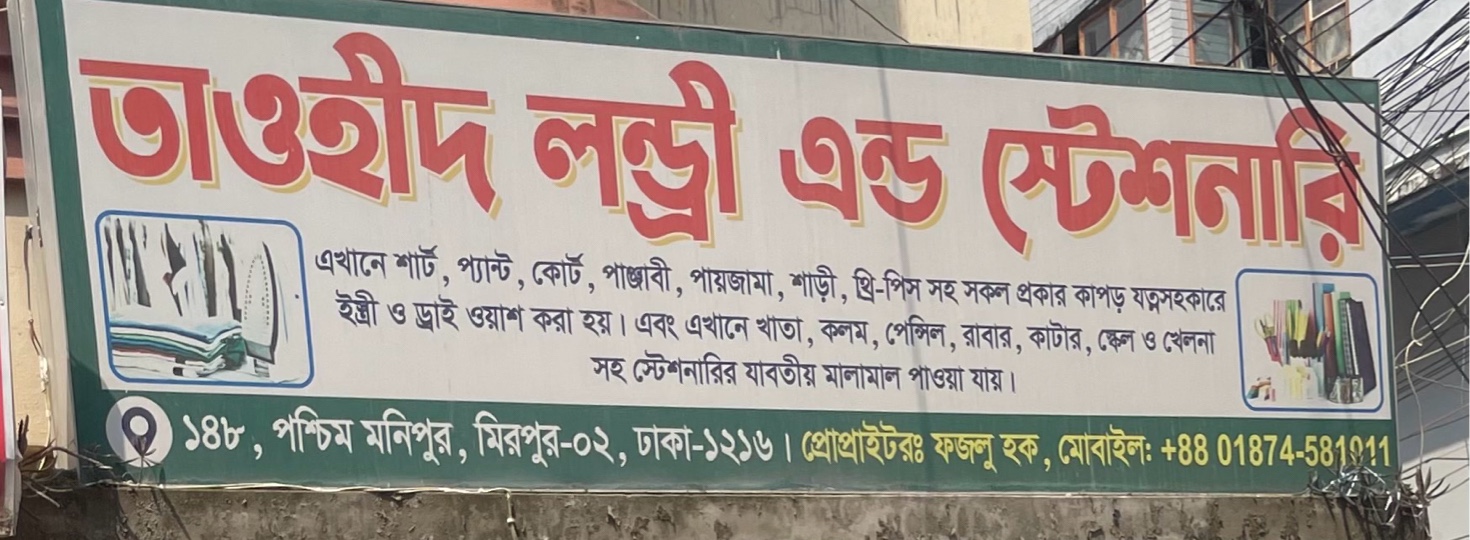 তাওহীদ লন্ড্রী এন্ড স্টেশনারি
এখানে শার্ট, প্যান্ট, কোর্ট, পাঞ্জাবী, পায়জামা, শাড়ী, থ্রি-পিস সহ সকল প্রকার কাপড় যত্নসহকারে
ইস্ত্রী ও ড্রাই ওয়াশ করা হয়। এবং এখানে খাতা, কলম, পেন্সিল, রাবার, কাটার, স্কেল ও খেলনা
সহ স্টেশনারির যাবতীয় মালামাল পাওয়া যায়।
১৪৮, পশ্চিম মনিপুর, মিরপুর-০২, ঢাকা-১২১৬। প্রোপ্রাইটরঃ ফজলু হক, মোবাইল: +88 01874-581911